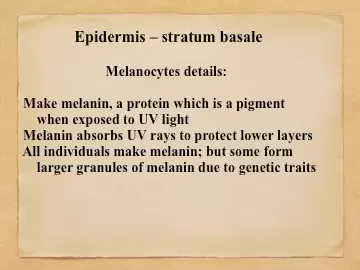 Epidermis – stratum basale
Melanocytes details:
Make melanin, a protein which is a pigment
when exposed to UV light
Melanin absorbs UV rays to protect lower layers
All individuals make melanin; but some form
larger granules of melanin due to genetic traits